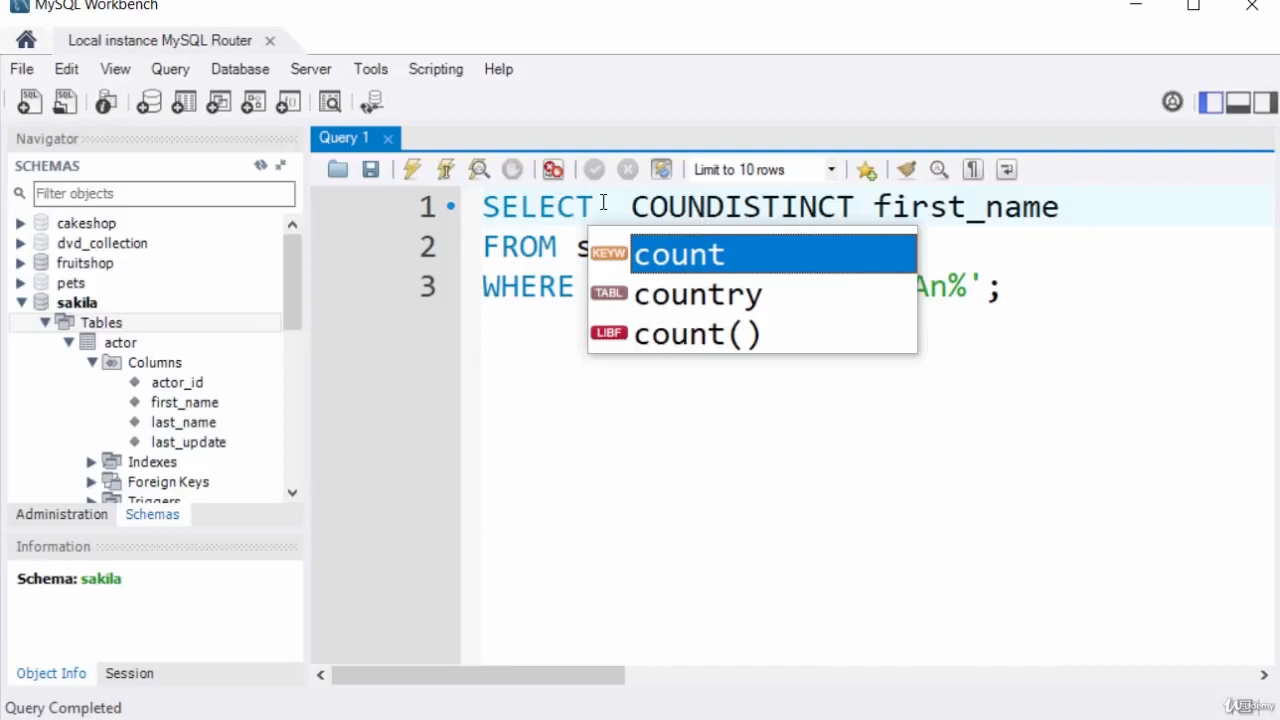 MySQL Workbench
Local instance MySQL Router
File Edit View Query Database Server Tools Scripting Help
Navigator
SCHEMAS
Filter objects
cakeshop
dvd_collection
fruitshop
pets
sakila
Tables
actor
Columns
actor_id
first_name
last_name
last_update
Indexes
Foreign Keys
Triggers
Administration Schemas
Information
Schema: sakila
Object Info Session
Query Completed
Query 1
Limit to 10 rows
1 SELECT COUNDISTINCT first_name
2 FROM s
3 WHERE An%';
KEYW count
TABL country
LIBF count()